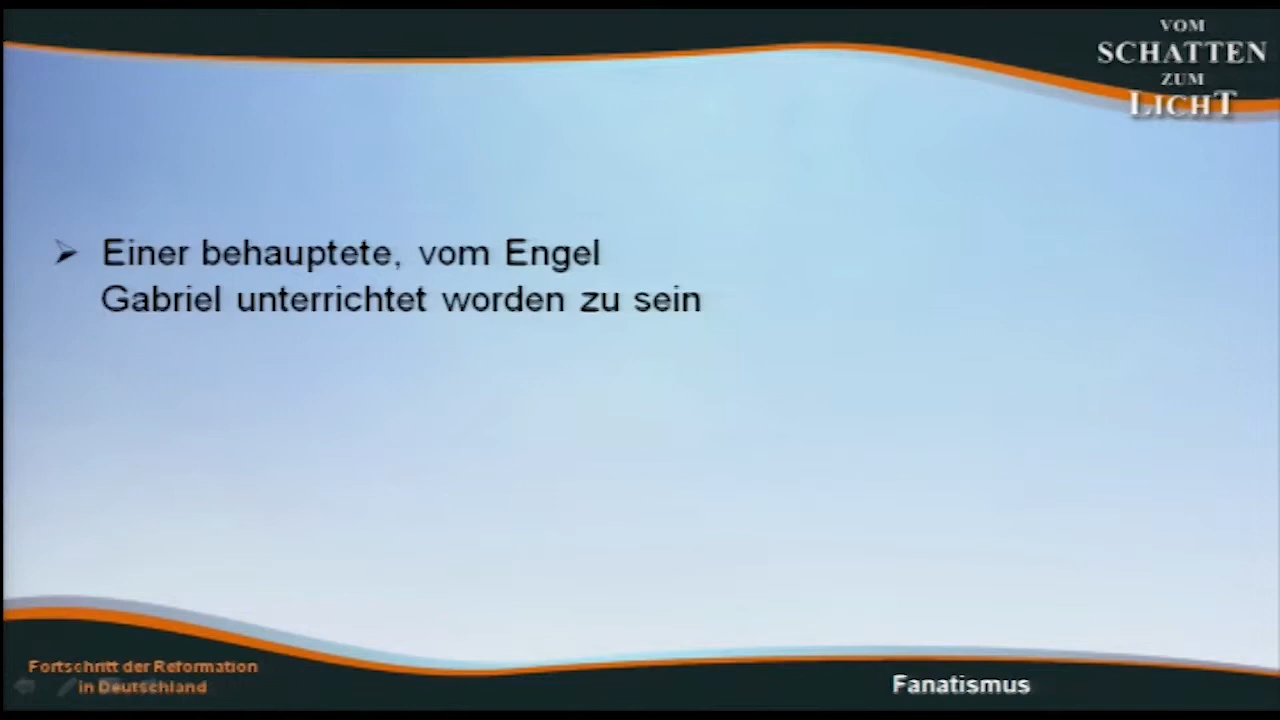 VOM
SCHATTEN
ZUM
LICHT
Einer behauptete, vom Engel
Gabriel unterrichtet worden zu sein
Fortschritt der Reformation
in Deutschland
Fanatismus